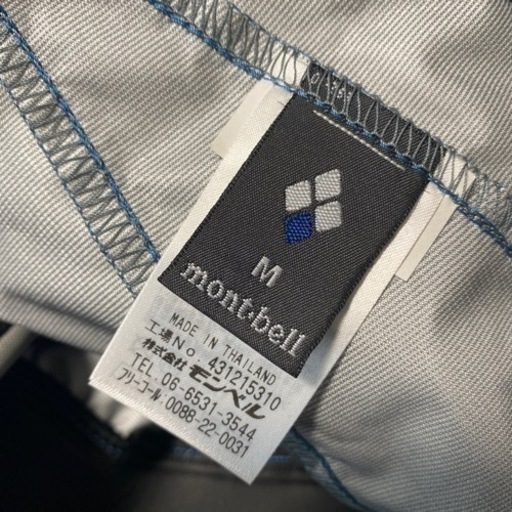 M
mont-bell
MADE IN THAILAND
工場No. 431215310
株式会社 モンベル
TEL. 06-6531-3544
フリーコール 0088-22-0031